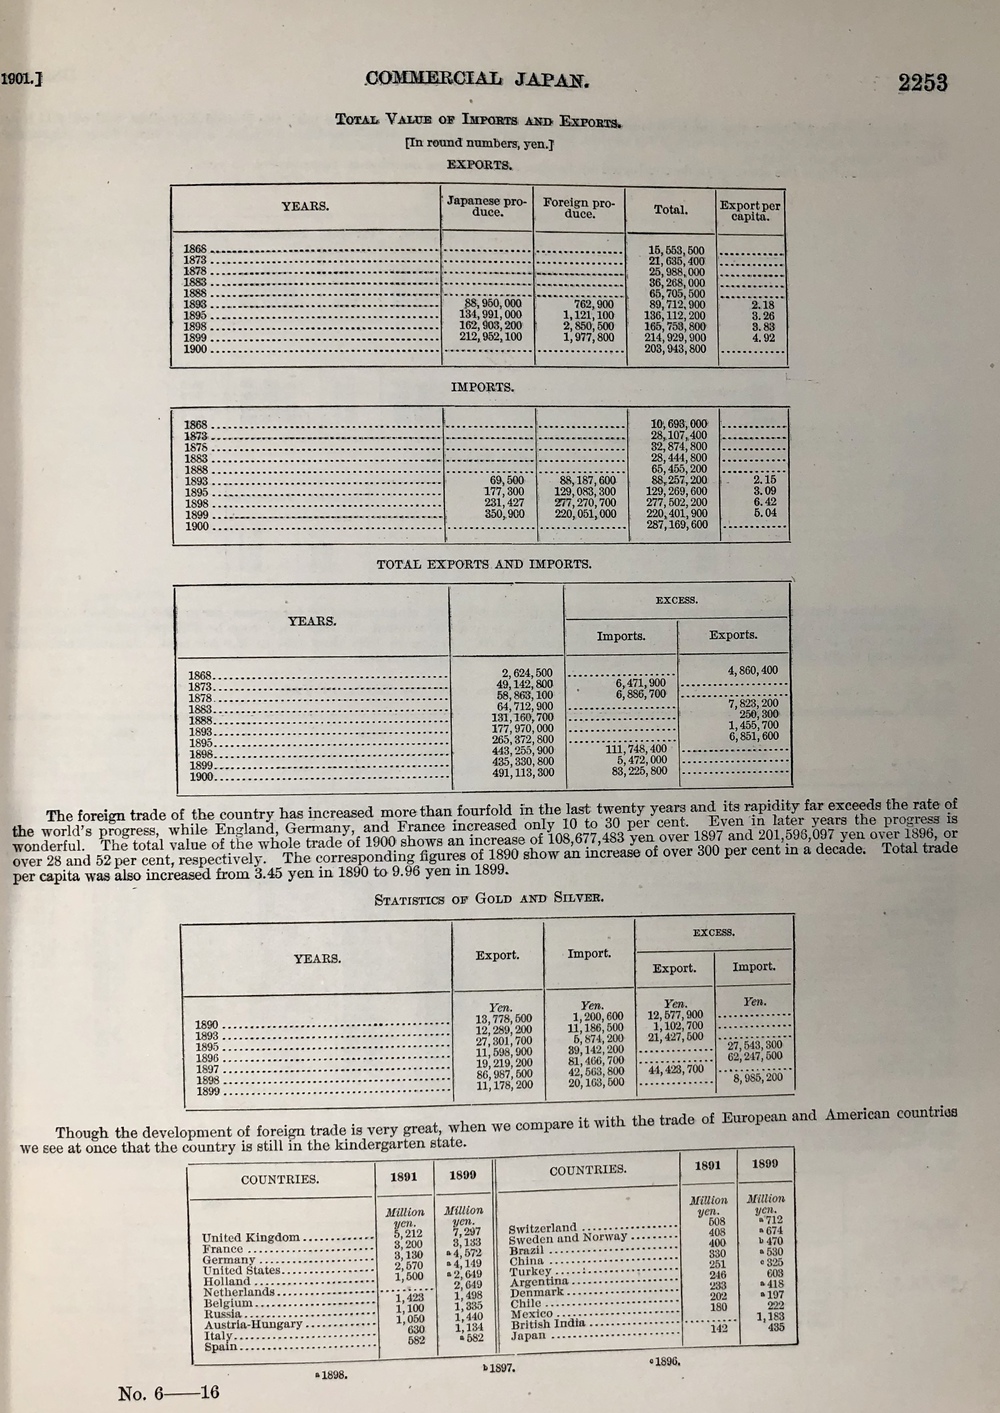 1901.] COMMERCIAL JAPAN. 2253
TOTAL VALUE OF IMPORTS AND EXPORTS.
[In round numbers, yen.]
EXPORTS.
YEARS. Japanese produce. Foreign produce. Total. Export per capita.
1868 15,553,500
1873 21,635,400
1878 25,988,000
1883 36,268,000
1888 65,705,500
1893 88,950,000 762,900 89,712,900 2.18
1895 134,991,000 1,121,100 136,112,200 3.26
1898 162,903,200 2,850,500 165,753,800 3.83
1899 212,952,100 1,977,800 214,929,900 4.92
1900 203,943,800
IMPORTS.
1868 10,693,000
1873 28,107,400
1878 32,874,800
1883 28,444,800
1888 65,455,200
1893 69,500 88,187,600 88,257,200 2.15
1895 177,300 129,083,300 129,269,600 3.09
1898 231,427 277,270,700 277,502,200 6.42
1899 350,900 220,051,000 220,401,900 5.04
1900 287,169,600
TOTAL EXPORTS AND IMPORTS.
YEARS. EXCESS.
Imports. Exports.
1868 2,624,500 4,860,400
1873 49,142,800 6,471,900
1878 58,863,100 6,886,700
1883 64,712,900 7,823,200
1888 131,160,700 250,300
1893 177,970,000 1,455,700
1895 265,372,800 6,851,600
1898 443,255,900 111,748,400
1899 435,330,800 5,472,000
1900 491,113,300 83,225,800
The foreign trade of the country has increased more than fourfold in the last twenty years and its rapidity far exceeds the rate of
the world's progress, while England, Germany, and France increased only 10 to 30 per cent. Even in later years the progress is
wonderful. The total value of the whole trade of 1900 shows an increase of 108,677,483 yen over 1897 and 201,596,097 yen over 1896, or
over 28 and 52 per cent, respectively. The corresponding figures of 1890 show an increase of over 300 per cent in a decade. Total trade
per capita was also increased from 3.45 yen in 1890 to 9.96 yen in 1899.
STATISTICS OF GOLD AND SILVER.
YEARS. Export. Import. EXCESS.
Export. Import.
Yen. Yen. Yen. Yen.
1890 13,778,500 1,200,600 12,577,900
1893 12,289,200 11,186,500 1,102,700
1895 27,301,700 5,874,200 21,427,500
1896 11,598,900 39,142,200 27,543,300
1897 19,219,200 81,466,700 62,247,500
1898 86,987,500 42,563,800 44,423,700
1899 11,178,200 20,163,500 8,985,200
Though the development of foreign trade is very great, when we compare it with the trade of European and American countries
we see at once that the country is still in the kindergarten state.
COUNTRIES. 1891 1899 COUNTRIES. 1891 1899
Million yen. Million yen. Million yen. Million yen.
United Kingdom 5,212 7,297 Switzerland 508 a 712
France 3,200 3,133 Sweden and Norway 408 a 674
Germany 3,130 a 4,572 Brazil 400 b 470
United States 2,570 a 4,149 China 330 a 530
Holland 1,500 a 2,649 Turkey 251 c 325
Netherlands 2,649 Argentina 246 603
Belgium 1,423 1,498 Denmark 233 a 418
Russia 1,100 1,335 Chile 202 a 197
Austria-Hungary 1,050 1,440 Mexico 180 222
Italy 630 1,134 British India 1,183
Spain 582 a 582 Japan 142 435
a 1898. b 1897. c 1896.
No. 6——16